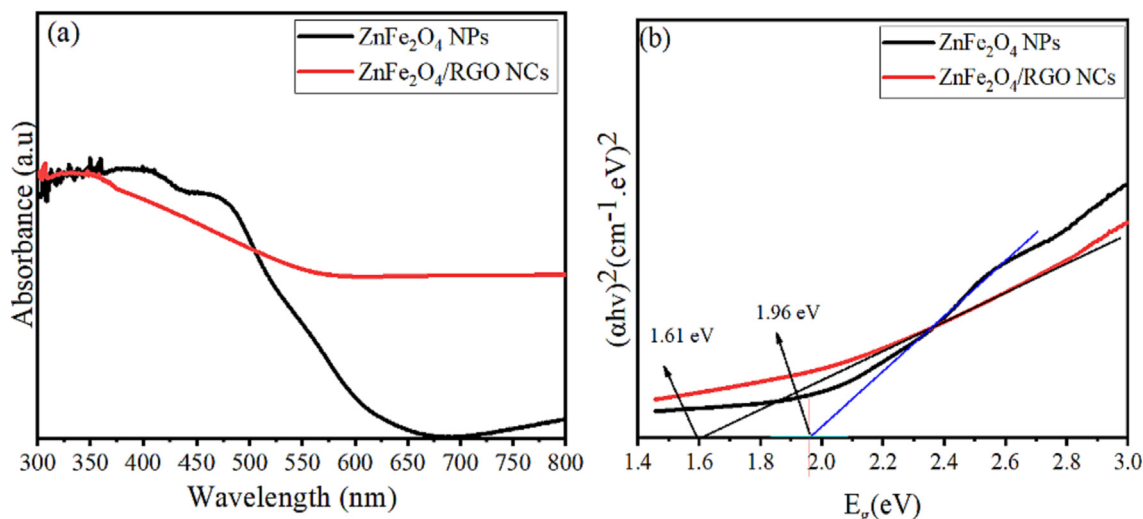 (a)
ZnFe₂O₄ NPs
ZnFe₂O₄/RGO NCs
Absorbance (a.u)
300 350 400 450 500 550 600 650 700 750 800
Wavelength (nm)
(b)
ZnFe₂O₄ NPs
ZnFe₂O₄/RGO NCs
(αhν)²(cm⁻¹.eV)²
1.61 eV
1.96 eV
1.4 1.6 1.8 2.0 2.2 2.4 2.6 2.8 3.0
E_g(eV)